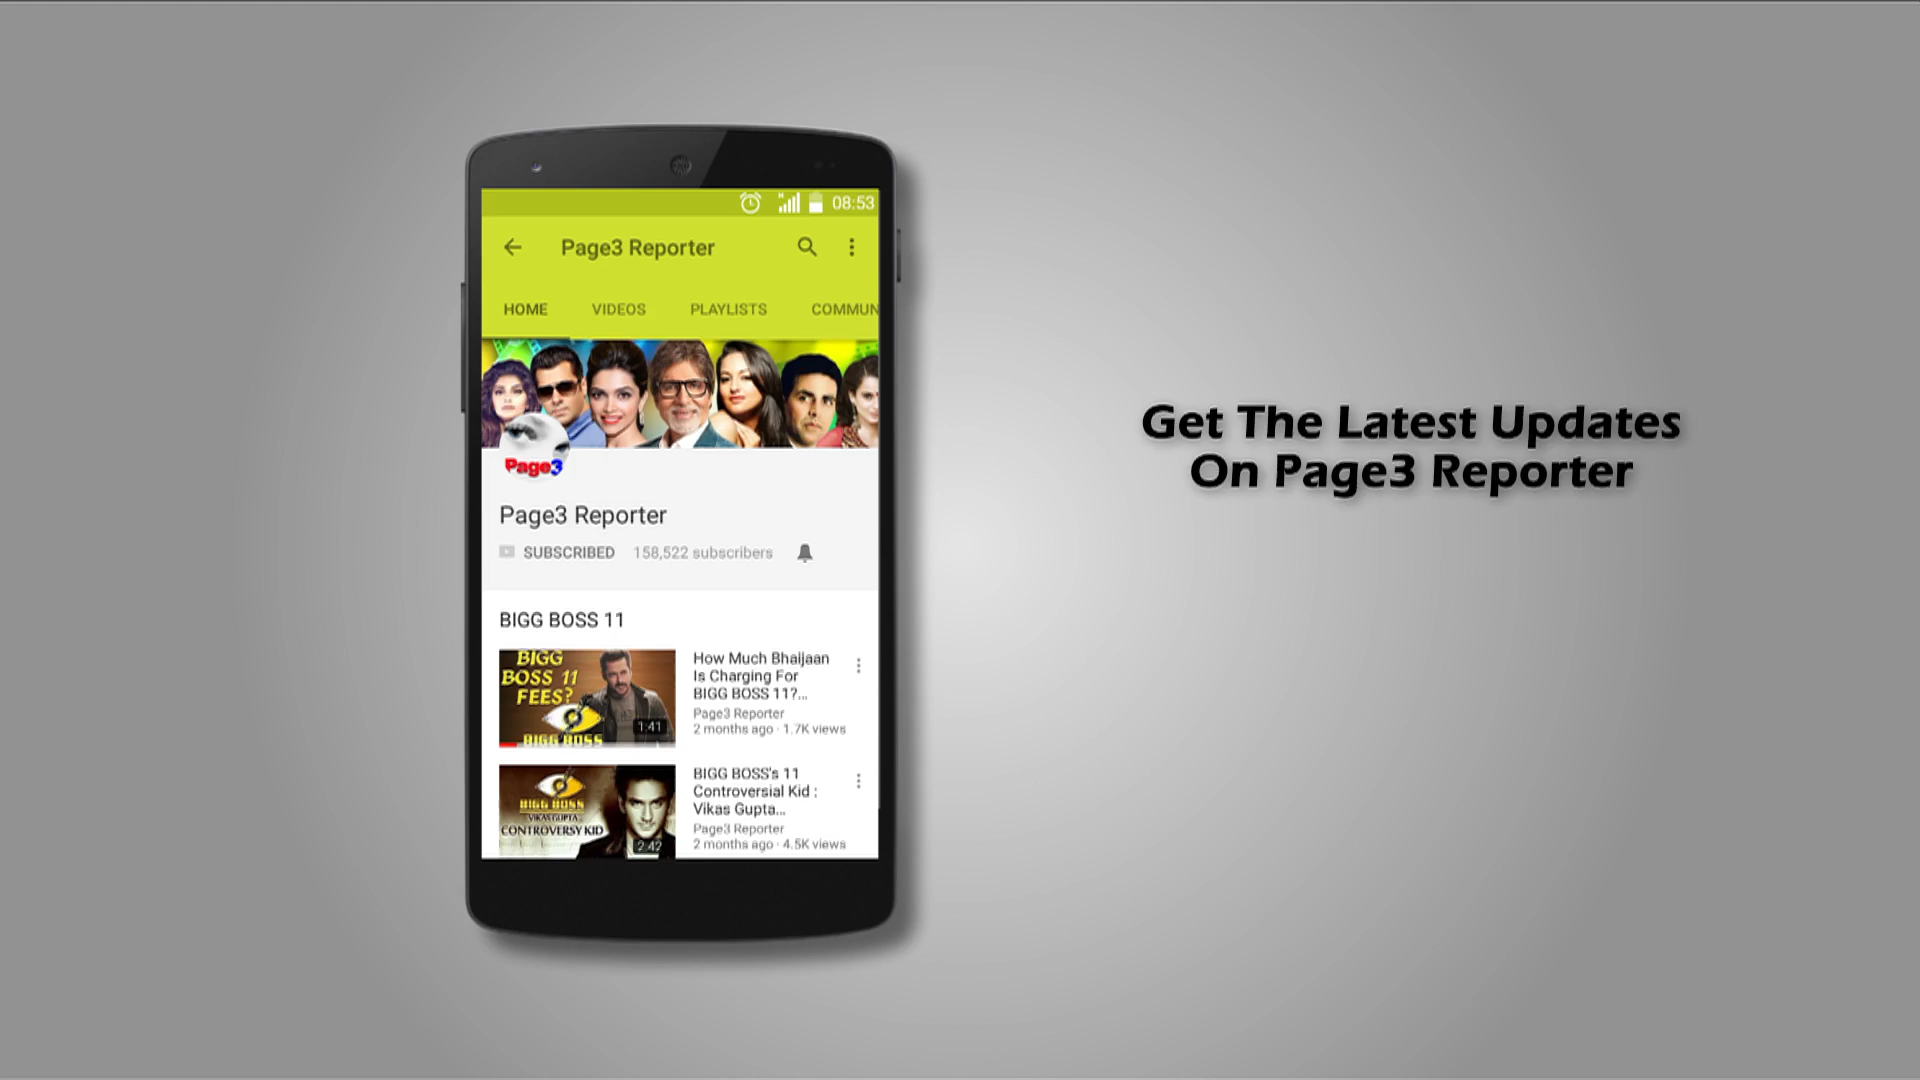 08:53
Page3 Reporter
HOME VIDEOS PLAYLISTS COMMUN
Page3
Page3 Reporter
SUBSCRIBED 158,522 subscribers
BIGG BOSS 11
BIGG
BOSS 11
FEES?
1:41
BIGG BOSS
How Much Bhaijaan
Is Charging For
BIGG BOSS 11?...
Page3 Reporter
2 months ago · 1.7K views
BIGG BOSS
VIKAS GUPTA
CONTROVERSY KID
2:42
BIGG BOSS's 11
Controversial Kid :
Vikas Gupta...
Page3 Reporter
2 months ago · 4.5K views
Get The Latest Updates
On Page3 Reporter